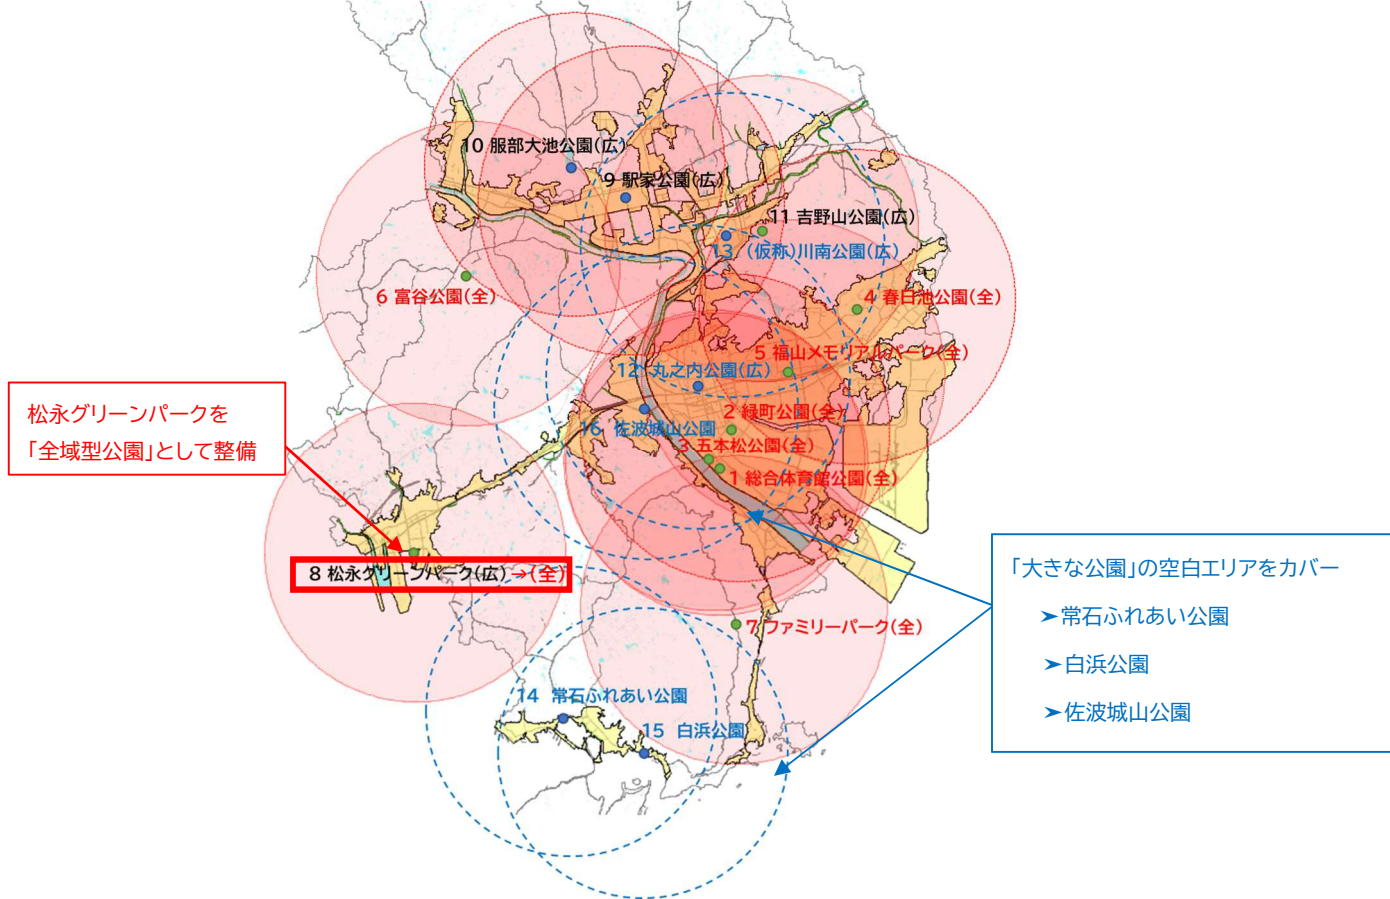 10 服部大池公園(広)
9 駅家公園(広)
11 吉野山公園(広)
13 (仮称)川南公園(広)
6 富谷公園(全)
4 春日池公園(全)
5 福山メモリアルパーク(全)
12 丸之内公園(広)
2 緑町公園(全)
16 佐波城山公園
3 五本松公園(全)
1 総合体育館公園(全)
松永グリーンパークを
「全域型公園」として整備
8 松永グリーンパーク(広)→(全)
「大きな公園」の空白エリアをカバー
➤常石ふれあい公園
➤白浜公園
➤佐波城山公園
7 ファミリーパーク(全)
14 常石ふれあい公園
15 白浜公園